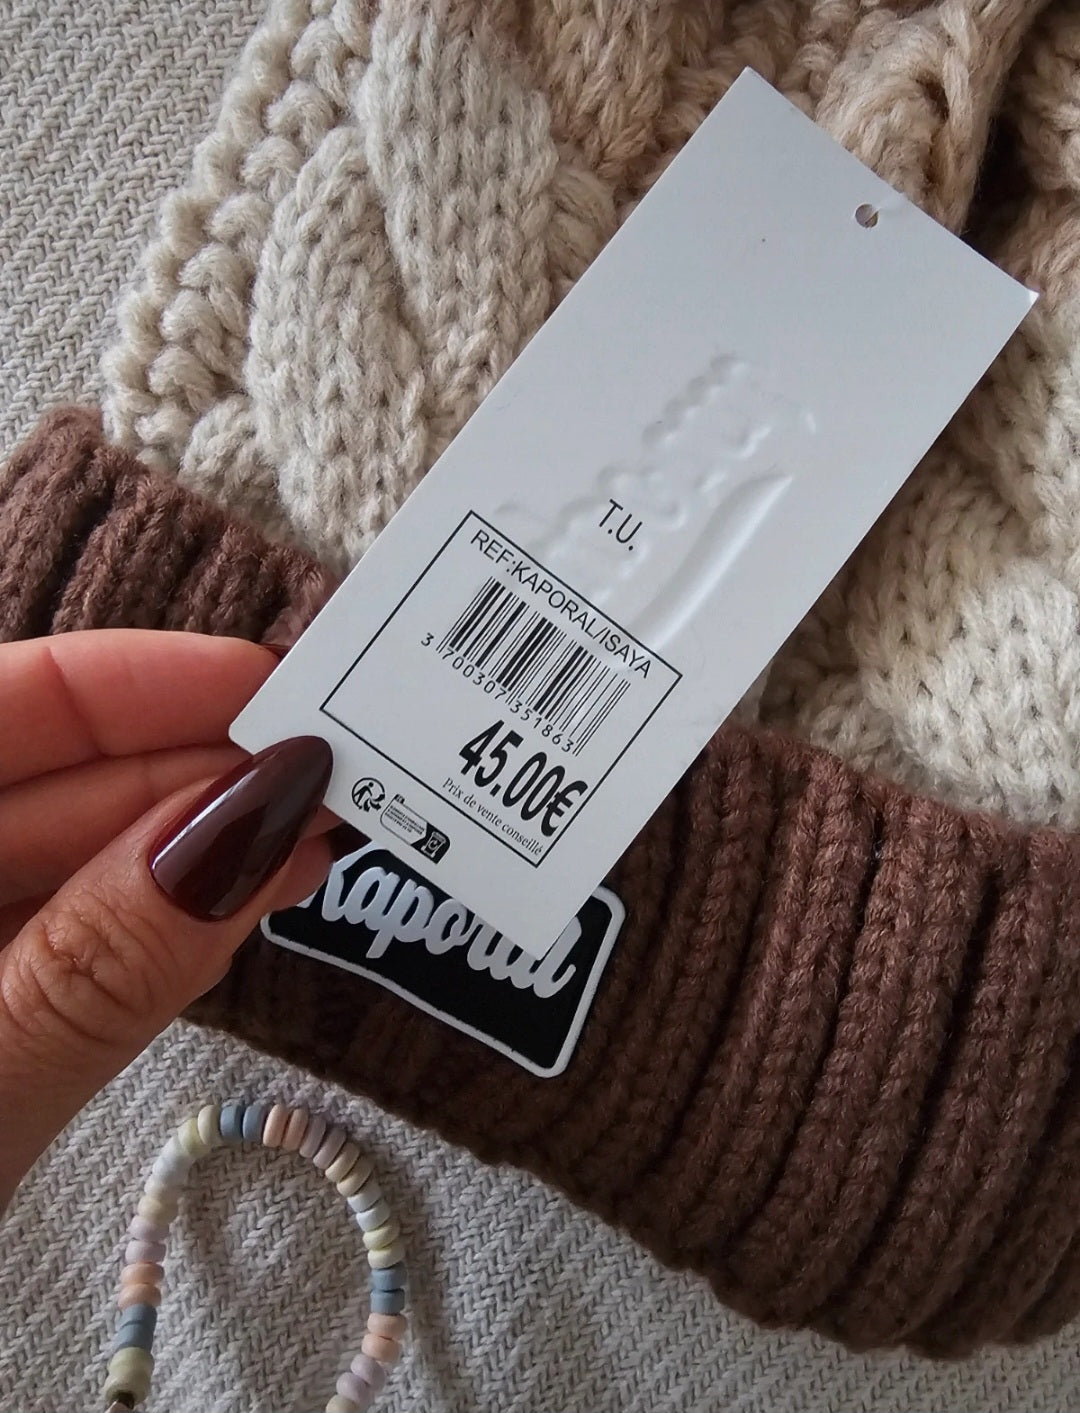 T.U.
REF:KAPORAL/ISAYA
3 700307 351863
45.00€
Prix de vente conseillé
Kaporal